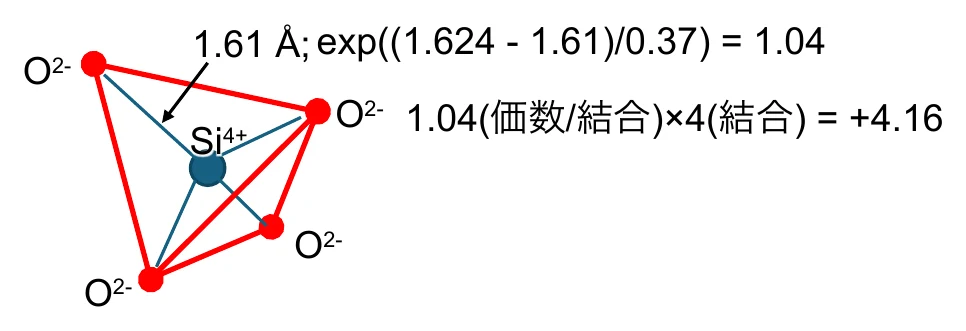 1.61 Å; exp((1.624 - 1.61)/0.37) = 1.04
O2-
O2-
1.04(価数/結合)×4(結合) = +4.16
Si4+
O2-
O2-